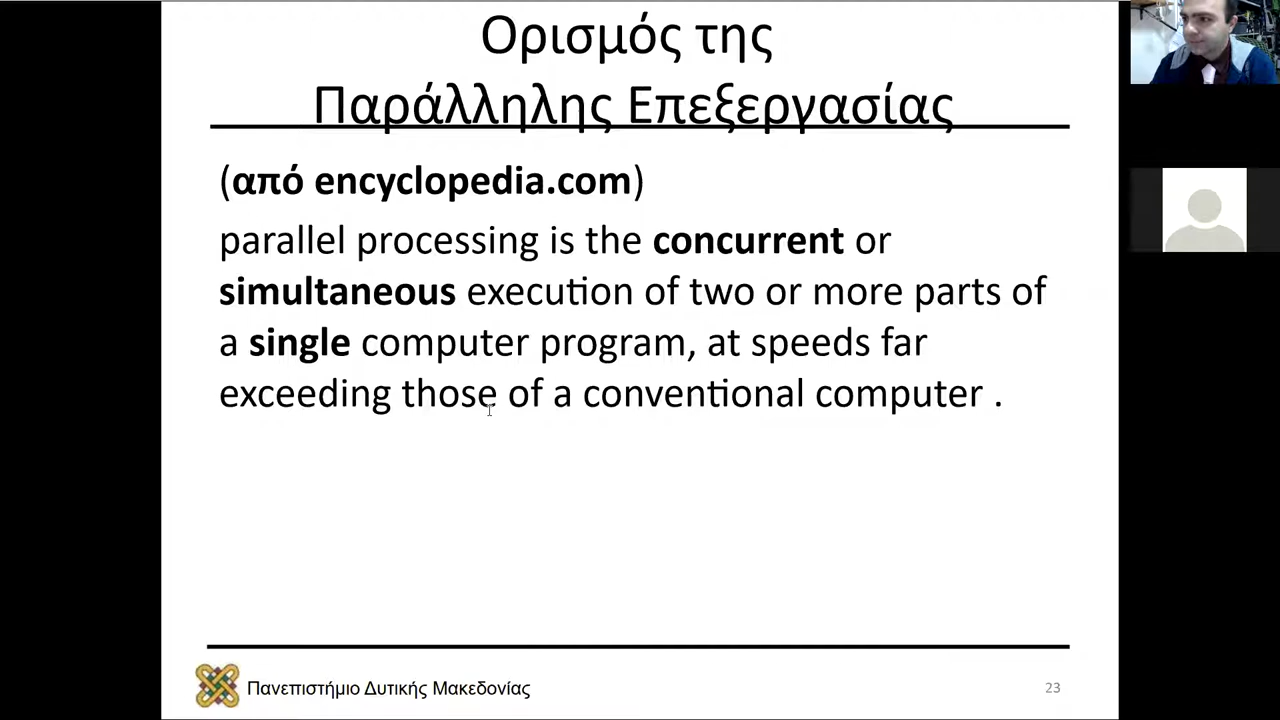 Ορισμός της
Παράλληλης Επεξεργασίας
(από encyclopedia.com)
parallel processing is the concurrent or
simultaneous execution of two or more parts of
a single computer program, at speeds far
exceeding those of a conventional computer .
Πανεπιστήμιο Δυτικής Μακεδονίας
23